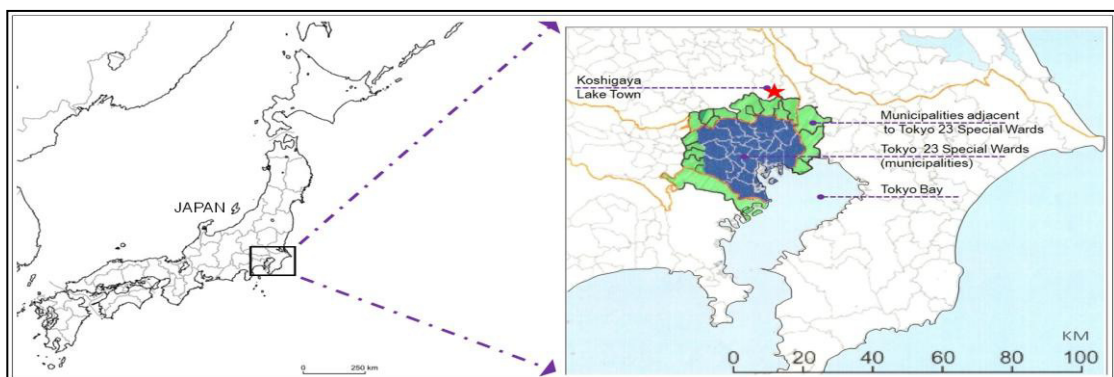 JAPAN
0 250 km
Koshigaya
Lake Town
Municipalities adjacent
to Tokyo 23 Special Wards
Tokyo 23 Special Wards
(municipalities)
Tokyo Bay
KM
0 20 40 60 80 100